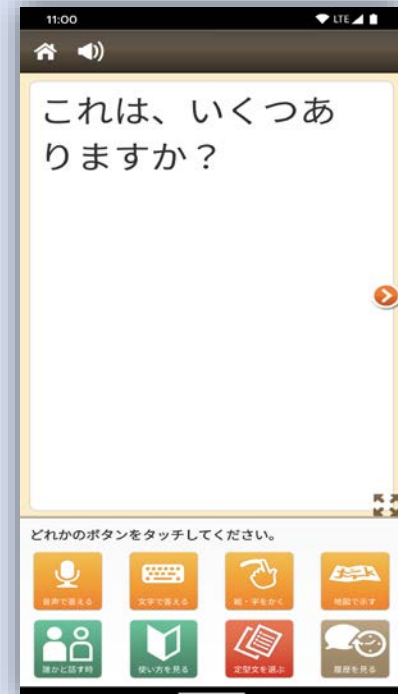 11:00
LTE
これは、いくつあ
りますか？
どれかのボタンをタッチしてください。
音声で答える
文字で答える
絵・字をかく
地図で示す
誰かと話す時
使い方を見る
定型文を選ぶ
履歴を見る